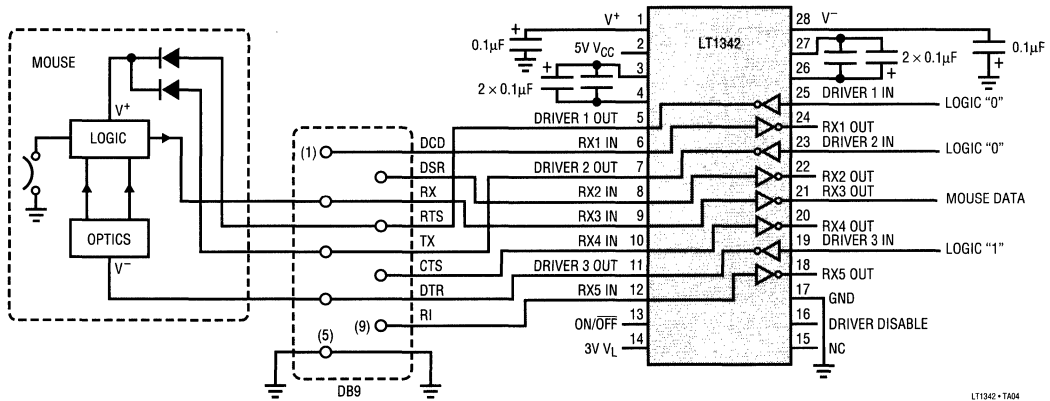 MOUSE
V+
LOGIC
OPTICS
V−
(1)
DCD
DSR
RX
RTS
TX
CTS
DTR
RI
(9)
(5)
DB9
0.1µF
V+ 1
5V VCC 2
3
2 × 0.1µF
4
DRIVER 1 OUT 5
RX1 IN 6
DRIVER 2 OUT 7
RX2 IN 8
RX3 IN 9
RX4 IN 10
DRIVER 3 OUT 11
RX5 IN 12
ON/OFF 13
3V VL 14
LT1342
28 V−
0.1µF
27
2 × 0.1µF
26
25 DRIVER 1 IN
LOGIC "0"
24 RX1 OUT
23 DRIVER 2 IN
LOGIC "0"
22 RX2 OUT
21 RX3 OUT
MOUSE DATA
20 RX4 OUT
19 DRIVER 3 IN
LOGIC "1"
18 RX5 OUT
17 GND
16 DRIVER DISABLE
15 NC
+
+
+
+
LT1342 • TA04